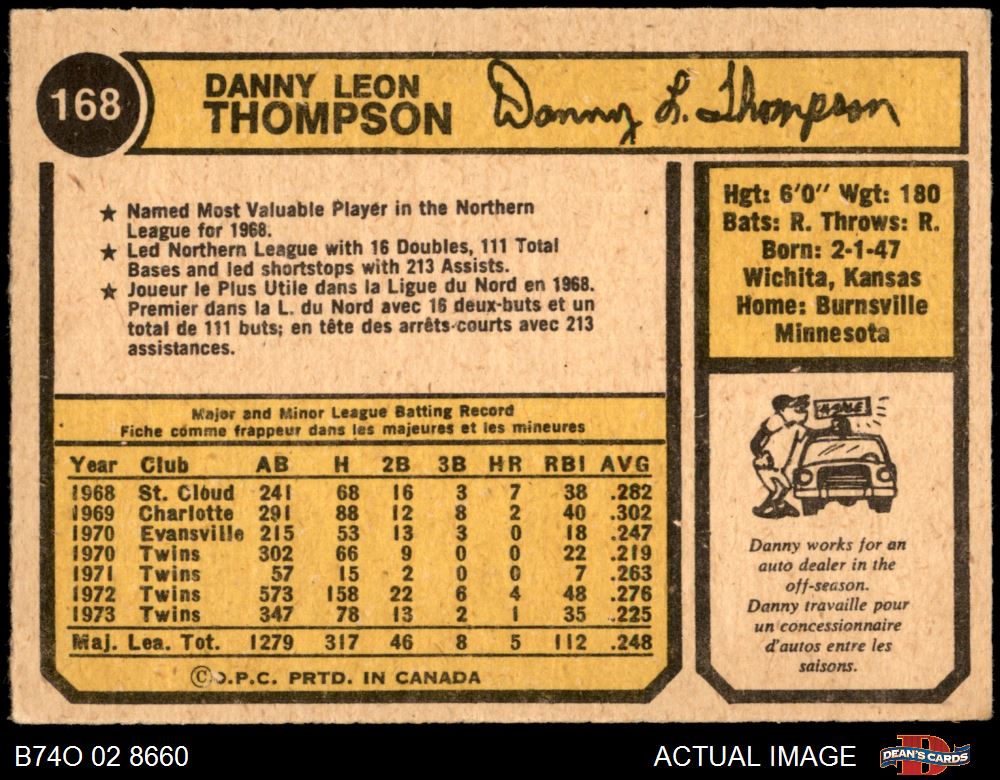 168
DANNY LEON
THOMPSON
Danny L. Thompson
★ Named Most Valuable Player in the Northern
League for 1968.
★ Led Northern League with 16 Doubles, 111 Total
Bases and led shortstops with 213 Assists.
★ Joueur le Plus Utile dans la Ligue du Nord en 1968.
Premier dans la L. du Nord avec 16 deux-buts et un
total de 111 buts; en tête des arrêts-courts avec 213
assistances.
Hgt: 6'0" Wgt: 180
Bats: R. Throws: R.
Born: 2-1-47
Wichita, Kansas
Home: Burnsville
Minnesota
Major and Minor League Batting Record
Fiche comme frappeur dans les majeures et les mineures
Year Club AB H 2B 3B HR RBI AVG
1968 St. Cloud 241 68 16 3 7 38 .282
1969 Charlotte 291 88 12 8 2 40 .302
1970 Evansville 215 53 13 3 0 18 .247
1970 Twins 302 66 9 0 0 22 .219
1971 Twins 57 15 2 0 0 7 .263
1972 Twins 573 158 22 6 4 48 .276
1973 Twins 347 78 13 2 1 35 .225
Maj. Lea. Tot. 1279 317 46 8 5 112 .248
© O.P.C. PRTD. IN CANADA
Danny works for an
auto dealer in the
off-season.
Danny travaille pour
un concessionnaire
d'autos entre les
saisons.
B74O 02 8660
ACTUAL IMAGE
DEAN'S CARDS